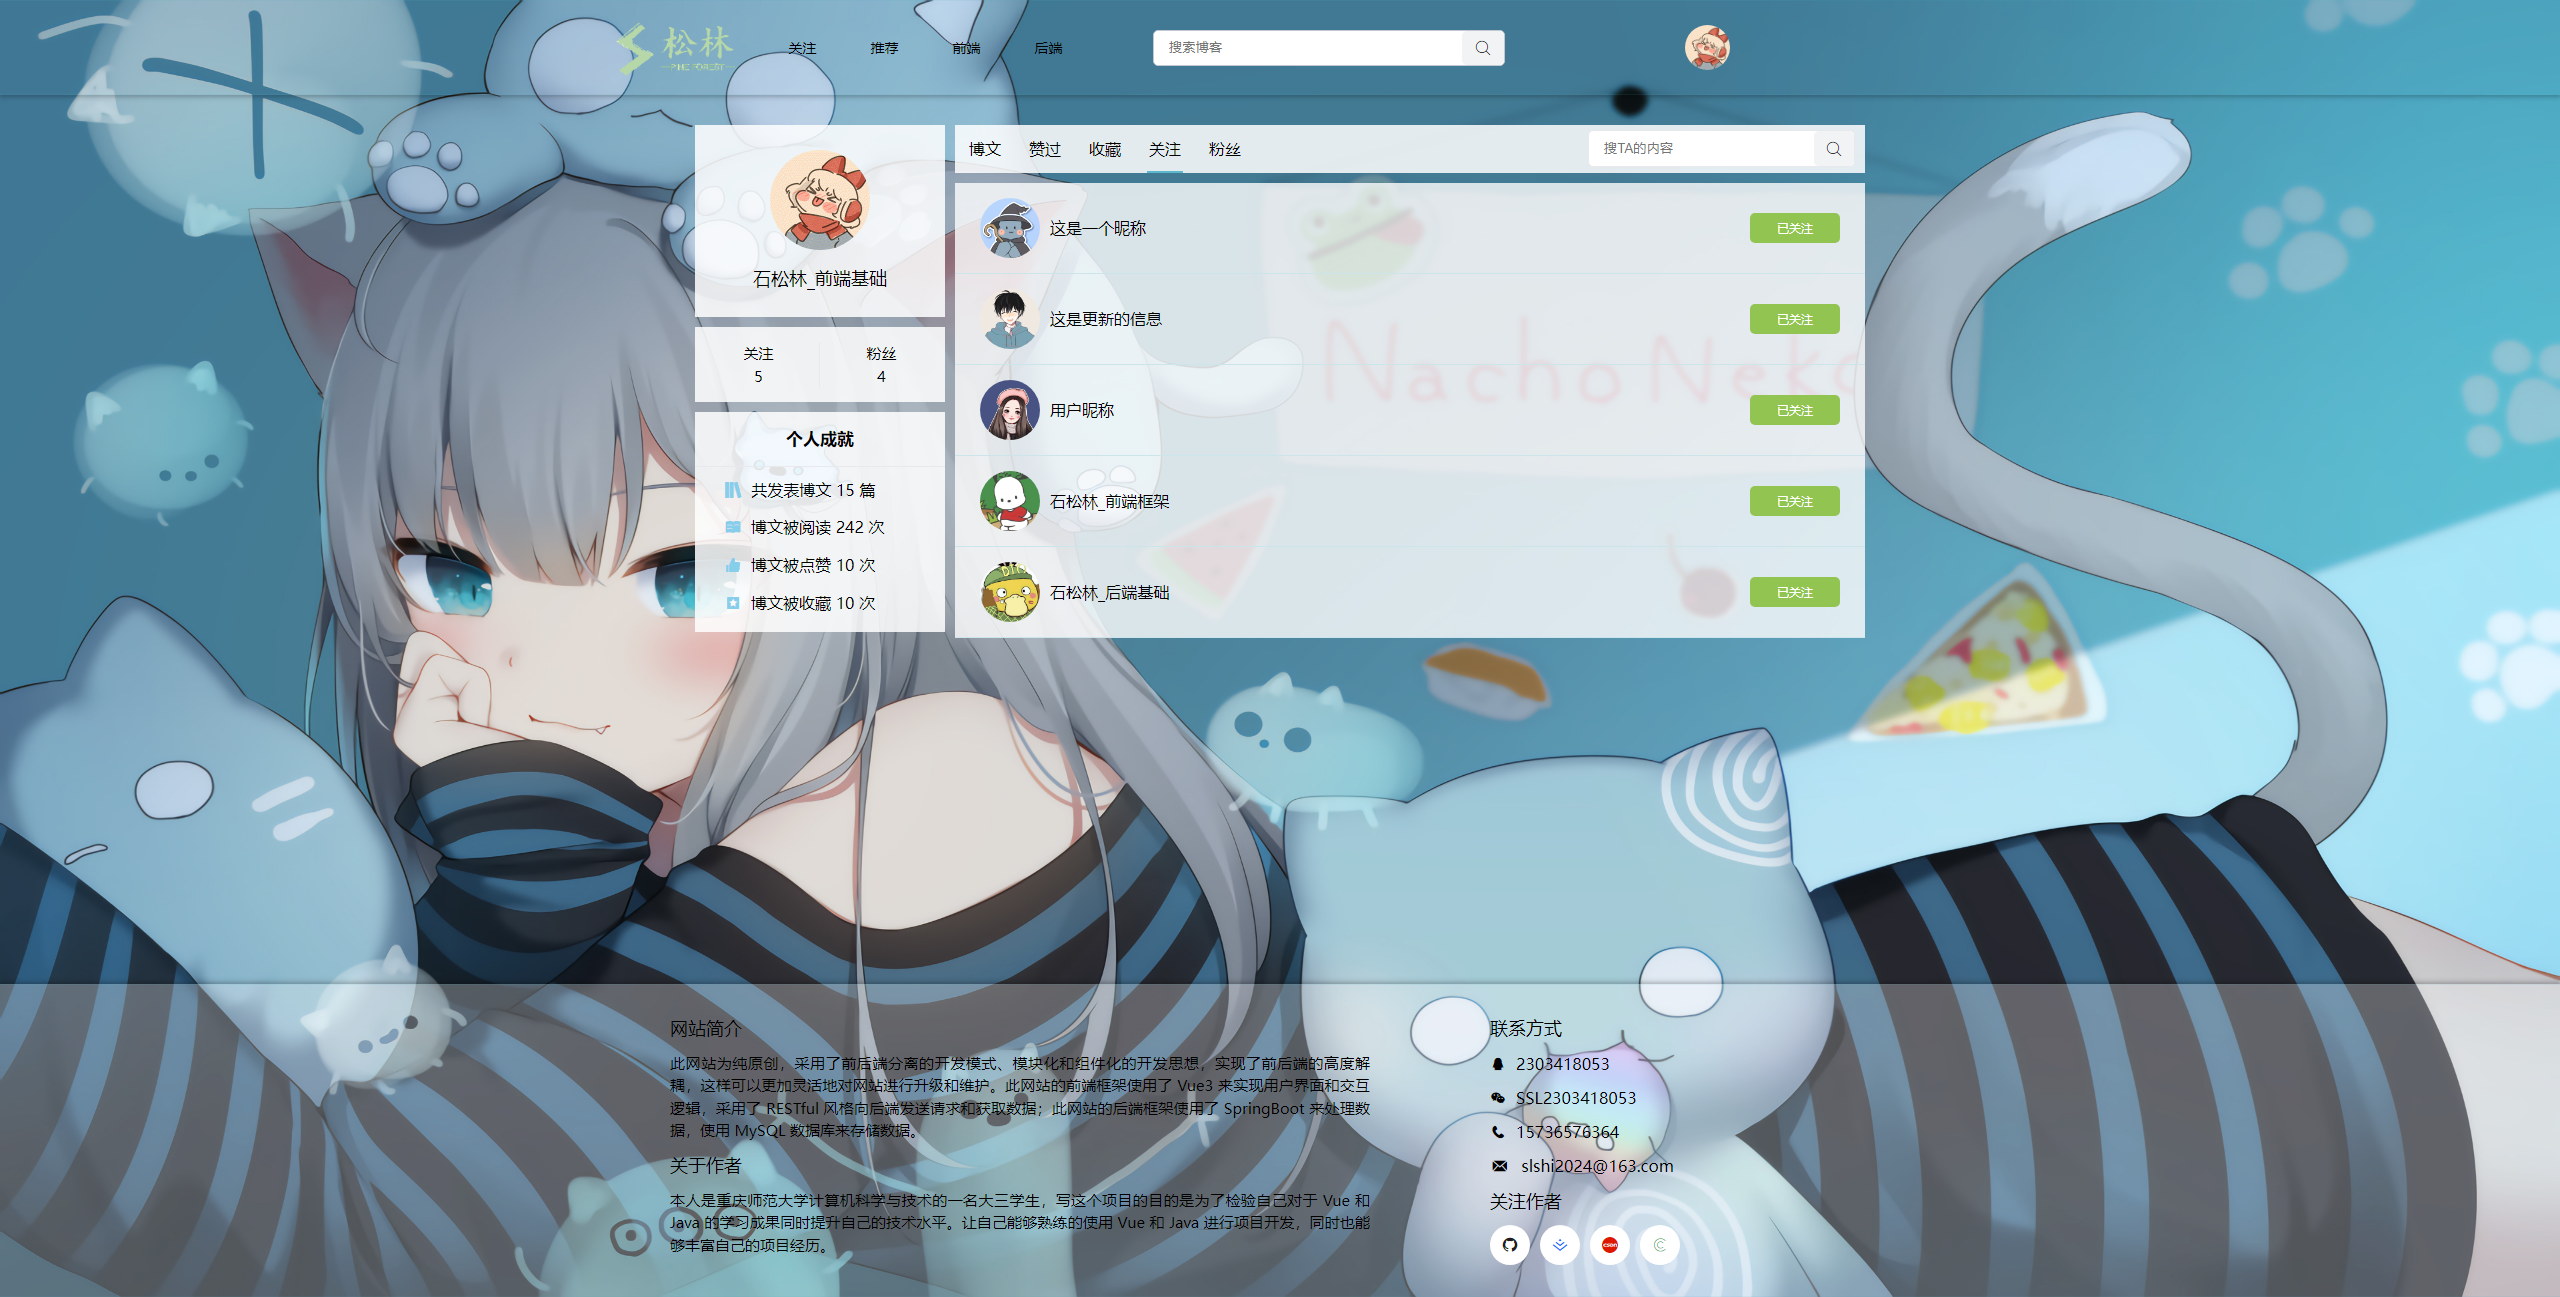 松林
PINE FOREST
关注
推荐
前端
后端
搜索博客
石松林_前端基础
关注
5
粉丝
4
个人成就
共发表博文 15 篇
博文被阅读 242 次
博文被点赞 10 次
博文被收藏 10 次
博文
赞过
收藏
关注
粉丝
搜TA的内容
这是一个昵称
已关注
这是更新的信息
已关注
用户昵称
已关注
石松林_前端框架
已关注
石松林_后端基础
已关注
Nacho Neko
网站简介
此网站为纯原创，采用了前后端分离的开发模式、模块化和组件化的开发思想，实现了前后端的高度解
耦，这样可以更加灵活地对网站进行升级和维护。此网站的前端框架使用了 Vue3 来实现用户界面和交互
逻辑，采用了 RESTful 风格向后端发送请求和获取数据；此网站的后端框架使用了 SpringBoot 来处理数
据，使用 MySQL 数据库来存储数据。
关于作者
本人是重庆师范大学计算机科学与技术的一名大三学生，写这个项目的目的是为了检验自己对于 Vue 和
Java 的学习成果同时提升自己的技术水平。让自己能够熟练的使用 Vue 和 Java 进行项目开发，同时也能
够丰富自己的项目经历。
联系方式
2303418053
SSL2303418053
15736576364
slshi2024@163.com
关注作者
CSDN